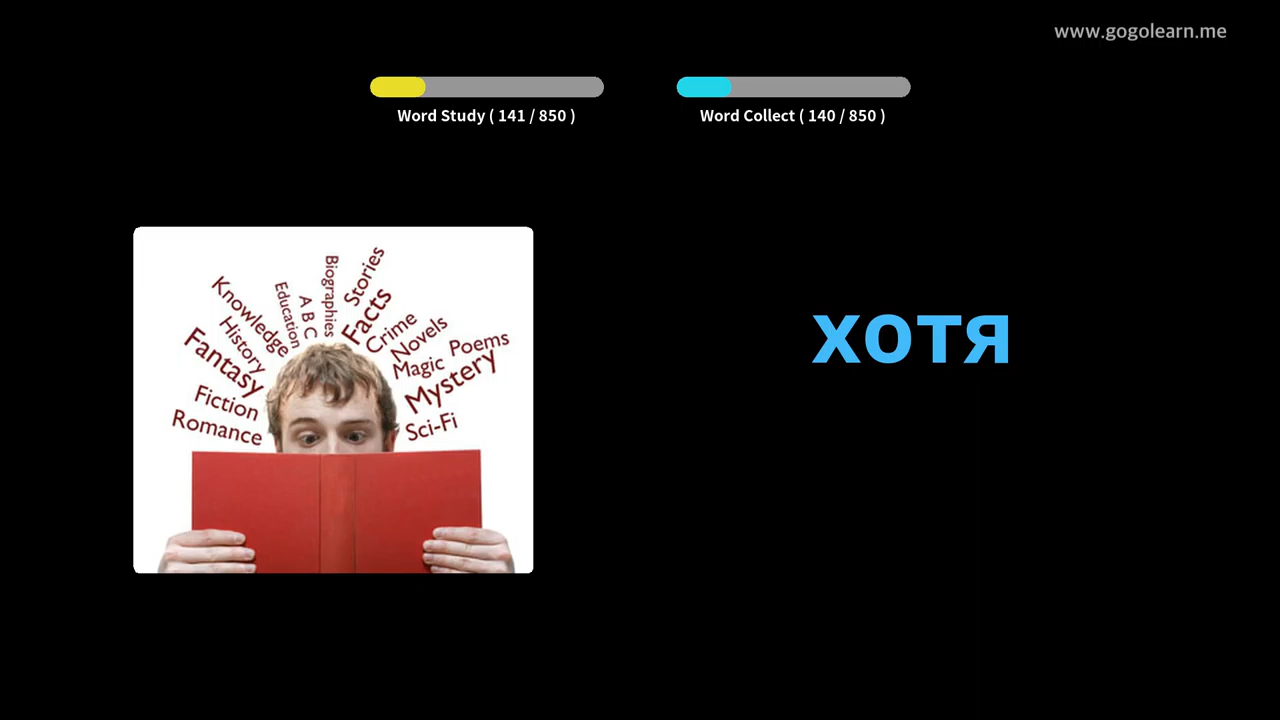 www.gogolearn.me
Word Study ( 141 / 850 )
Word Collect ( 140 / 850 )
Biographies
Stories
Knowledge
Education
A B C
Facts
History
Crime
Novels
Fantasy
Magic
Poems
Fiction
Mystery
Romance
Sci-Fi
хотя